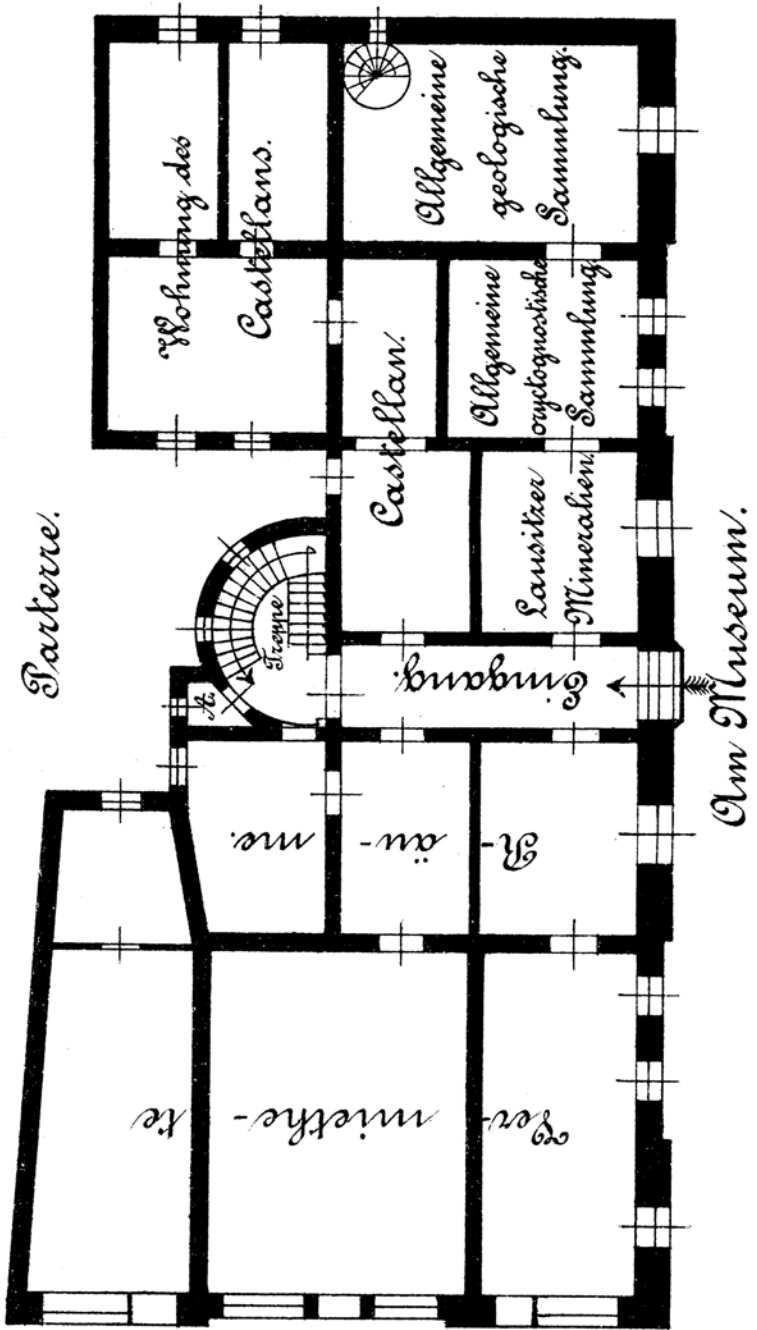 Parterre.
Wohnung des
Castellans.
Allgemeine
geologische
Sammlung.
Castellan.
Allgemeine
oryctognostische
Sammlung.
Lausitzer
Mineralien.
Treppe
A.
Eingang.
Ver-
miethe-
te
R-
äu-
me.
Am Museum.